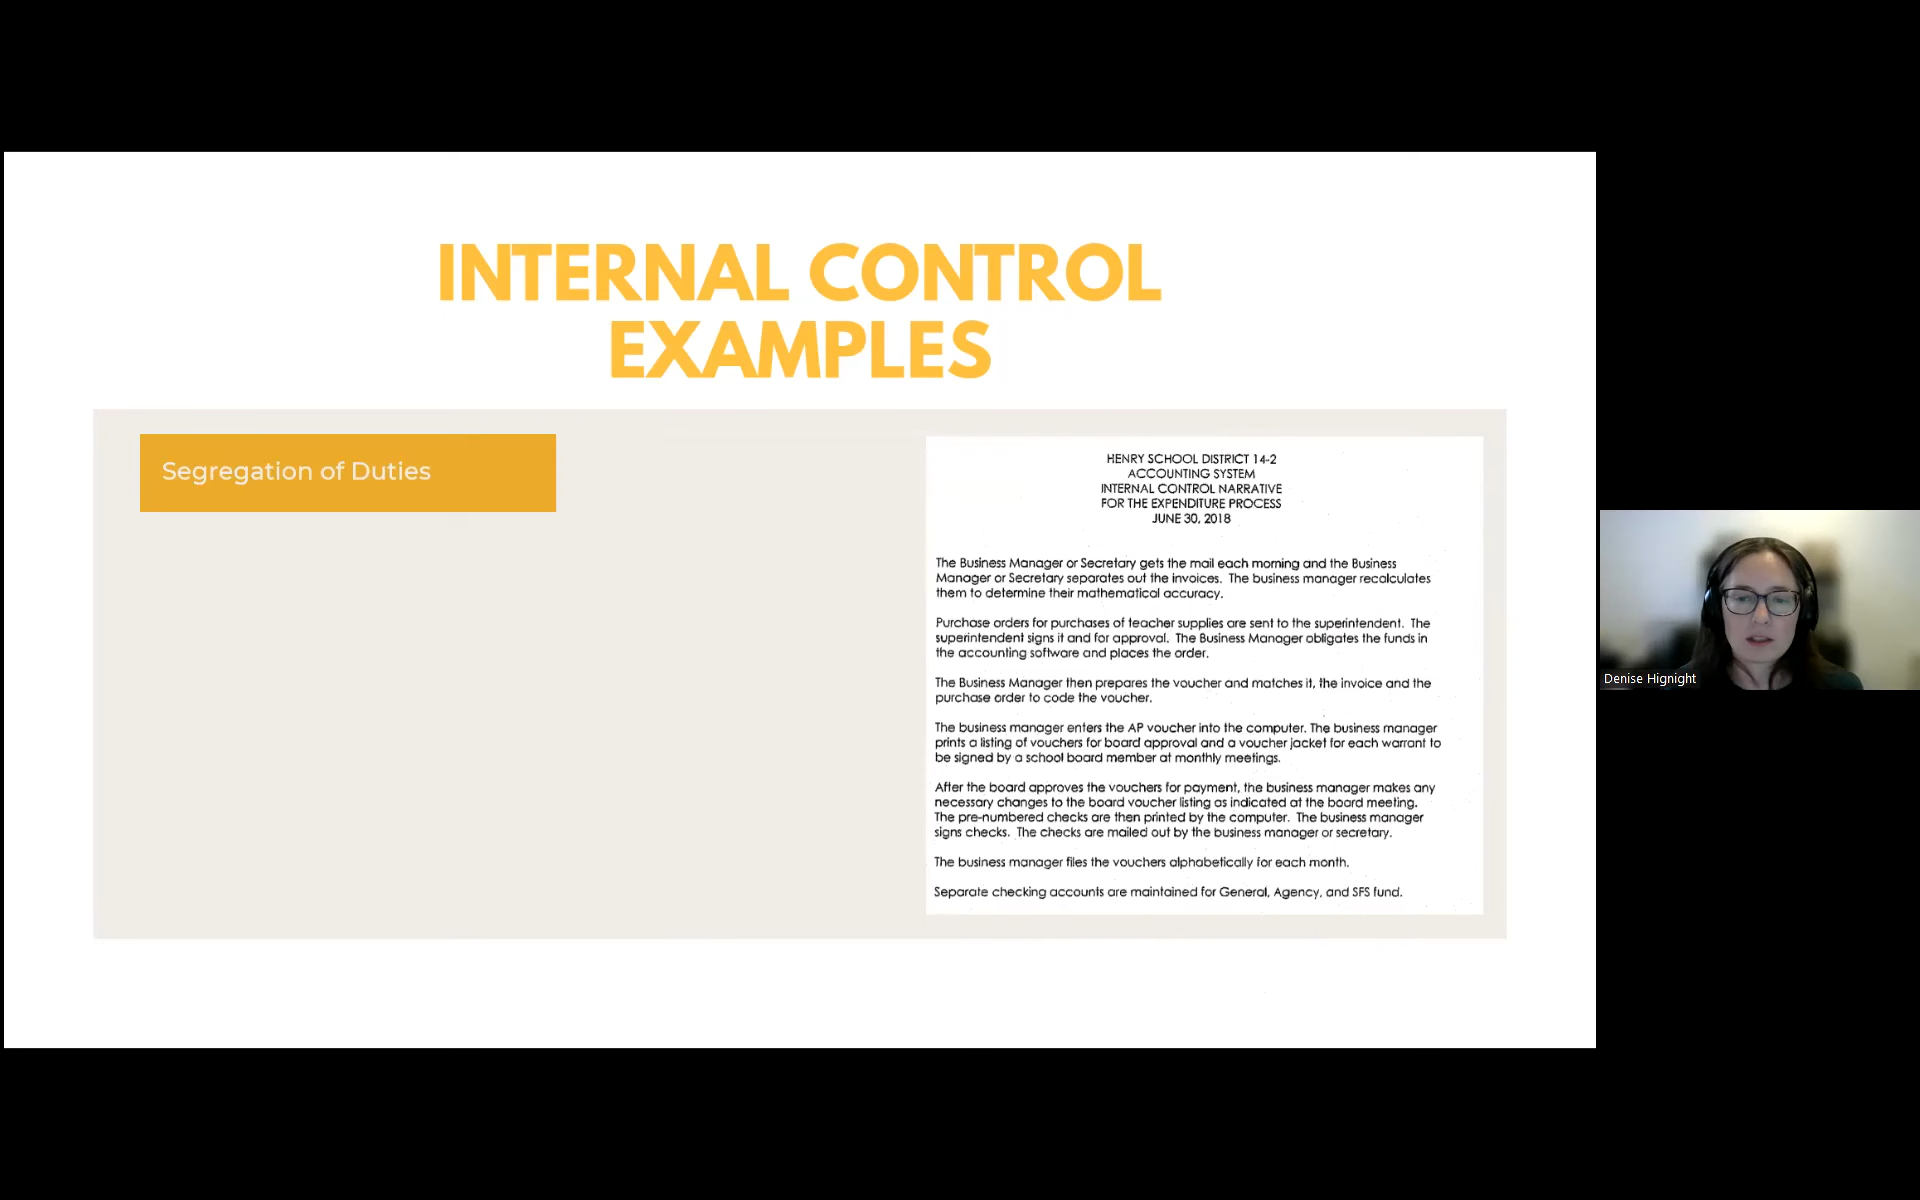 INTERNAL CONTROL
EXAMPLES
Segregation of Duties
HENRY SCHOOL DISTRICT 14-2
ACCOUNTING SYSTEM
INTERNAL CONTROL NARRATIVE
FOR THE EXPENDITURE PROCESS
JUNE 30, 2018
The Business Manager or Secretary gets the mail each morning and the Business
Manager or Secretary separates out the invoices. The business manager recalculates
them to determine their mathematical accuracy.
Purchase orders for purchases of teacher supplies are sent to the superintendent. The
superintendent signs it and for approval. The Business Manager obligates the funds in
the accounting software and places the order.
The Business Manager then prepares the voucher and matches it, the invoice and the
purchase order to code the voucher.
The business manager enters the AP voucher into the computer. The business manager
prints a listing of vouchers for board approval and a voucher jacket for each warrant to
be signed by a school board member at monthly meetings.
After the board approves the vouchers for payment, the business manager makes any
necessary changes to the board voucher listing as indicated at the board meeting.
The pre-numbered checks are then printed by the computer. The business manager
signs checks. The checks are mailed out by the business manager or secretary.
The business manager files the vouchers alphabetically for each month.
Separate checking accounts are maintained for General, Agency, and SFS fund.
Denise Hignight